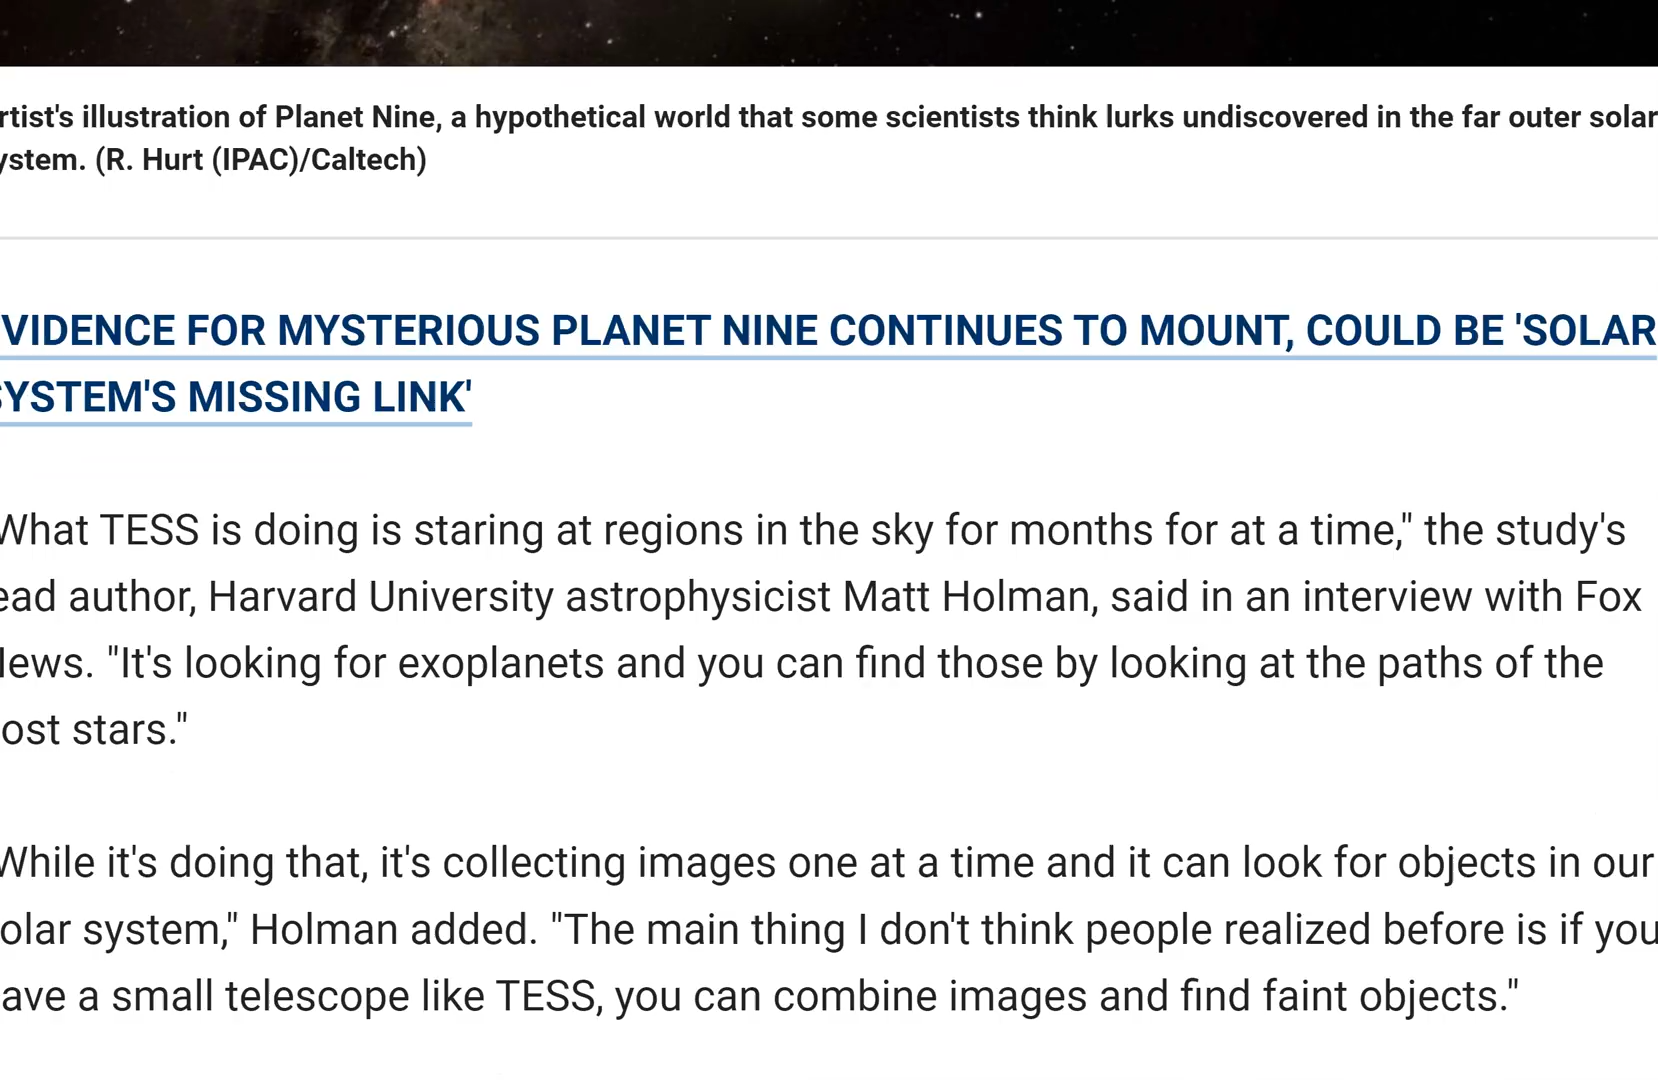 rtist's illustration of Planet Nine, a hypothetical world that some scientists think lurks undiscovered in the far outer solar
ystem. (R. Hurt (IPAC)/Caltech)
VIDENCE FOR MYSTERIOUS PLANET NINE CONTINUES TO MOUNT, COULD BE 'SOLAR
SYSTEM'S MISSING LINK'
What TESS is doing is staring at regions in the sky for months for at a time," the study's
ead author, Harvard University astrophysicist Matt Holman, said in an interview with Fox
News. "It's looking for exoplanets and you can find those by looking at the paths of the
ost stars."
While it's doing that, it's collecting images one at a time and it can look for objects in our
olar system," Holman added. "The main thing I don't think people realized before is if you
ave a small telescope like TESS, you can combine images and find faint objects."